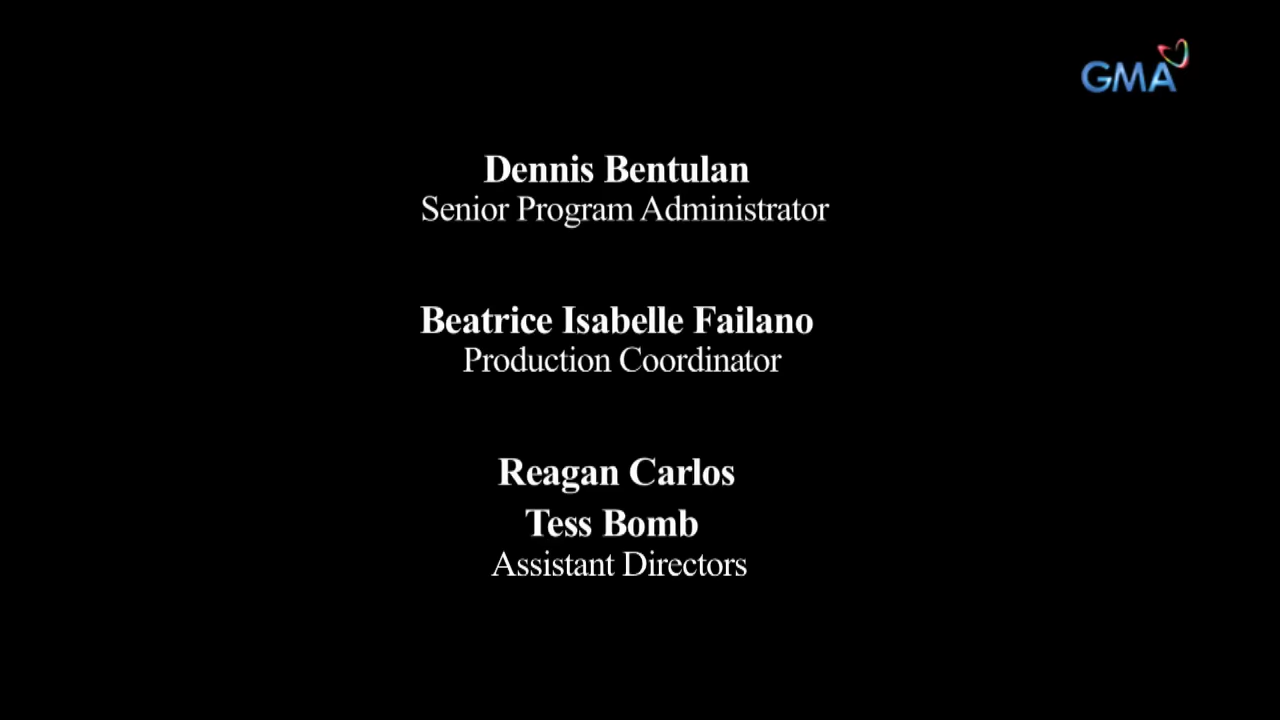 GMA
Dennis Bentulan
Senior Program Administrator
Beatrice Isabelle Failano
Production Coordinator
Reagan Carlos
Tess Bomb
Assistant Directors